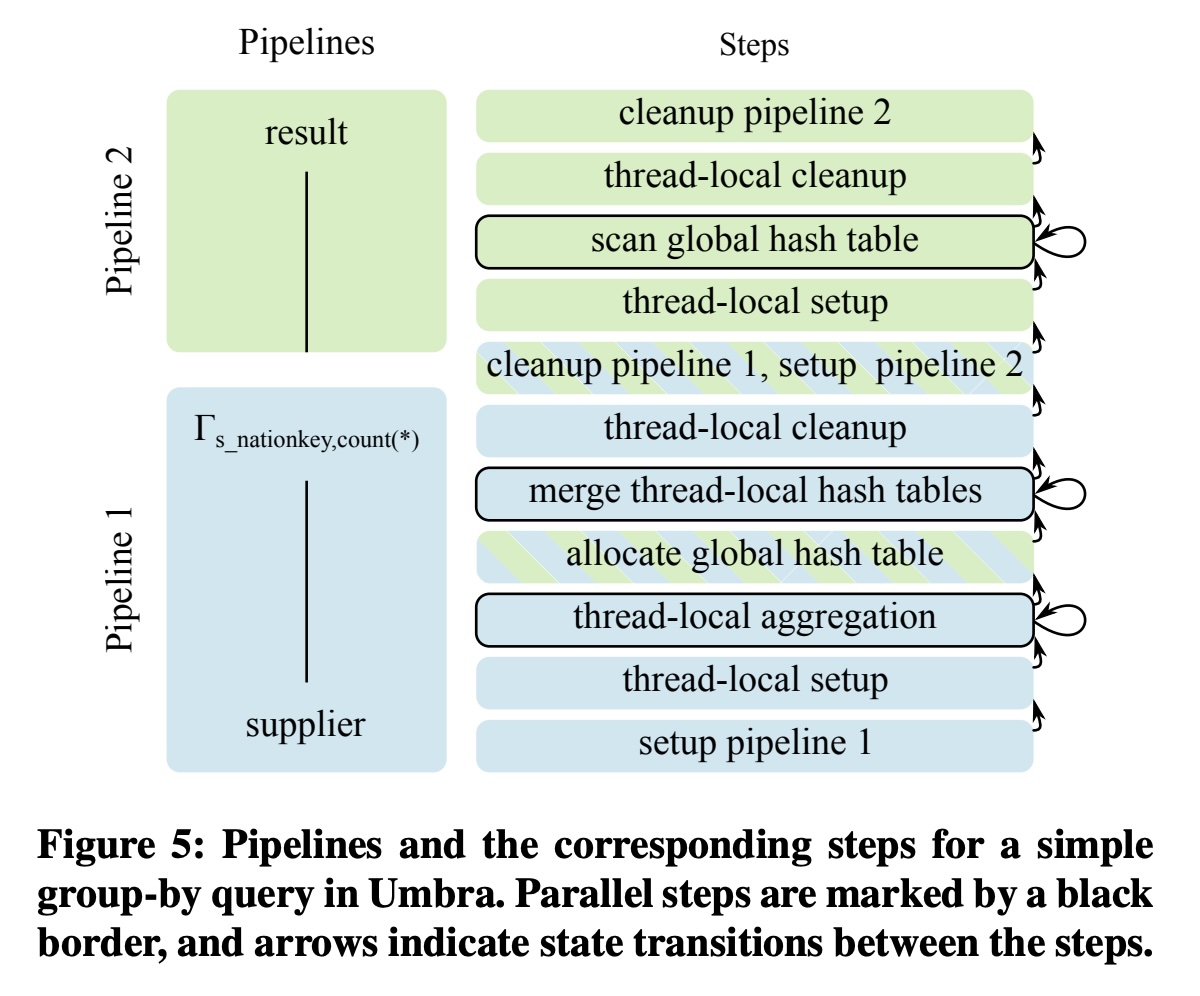 Pipelines
Steps
Pipeline 2
result
cleanup pipeline 2
thread-local cleanup
scan global hash table
thread-local setup
cleanup pipeline 1, setup pipeline 2
Pipeline 1
Γs_nationkey,count(*)
supplier
thread-local cleanup
merge thread-local hash tables
allocate global hash table
thread-local aggregation
thread-local setup
setup pipeline 1
Figure 5: Pipelines and the corresponding steps for a simple
group-by query in Umbra. Parallel steps are marked by a black
border, and arrows indicate state transitions between the steps.